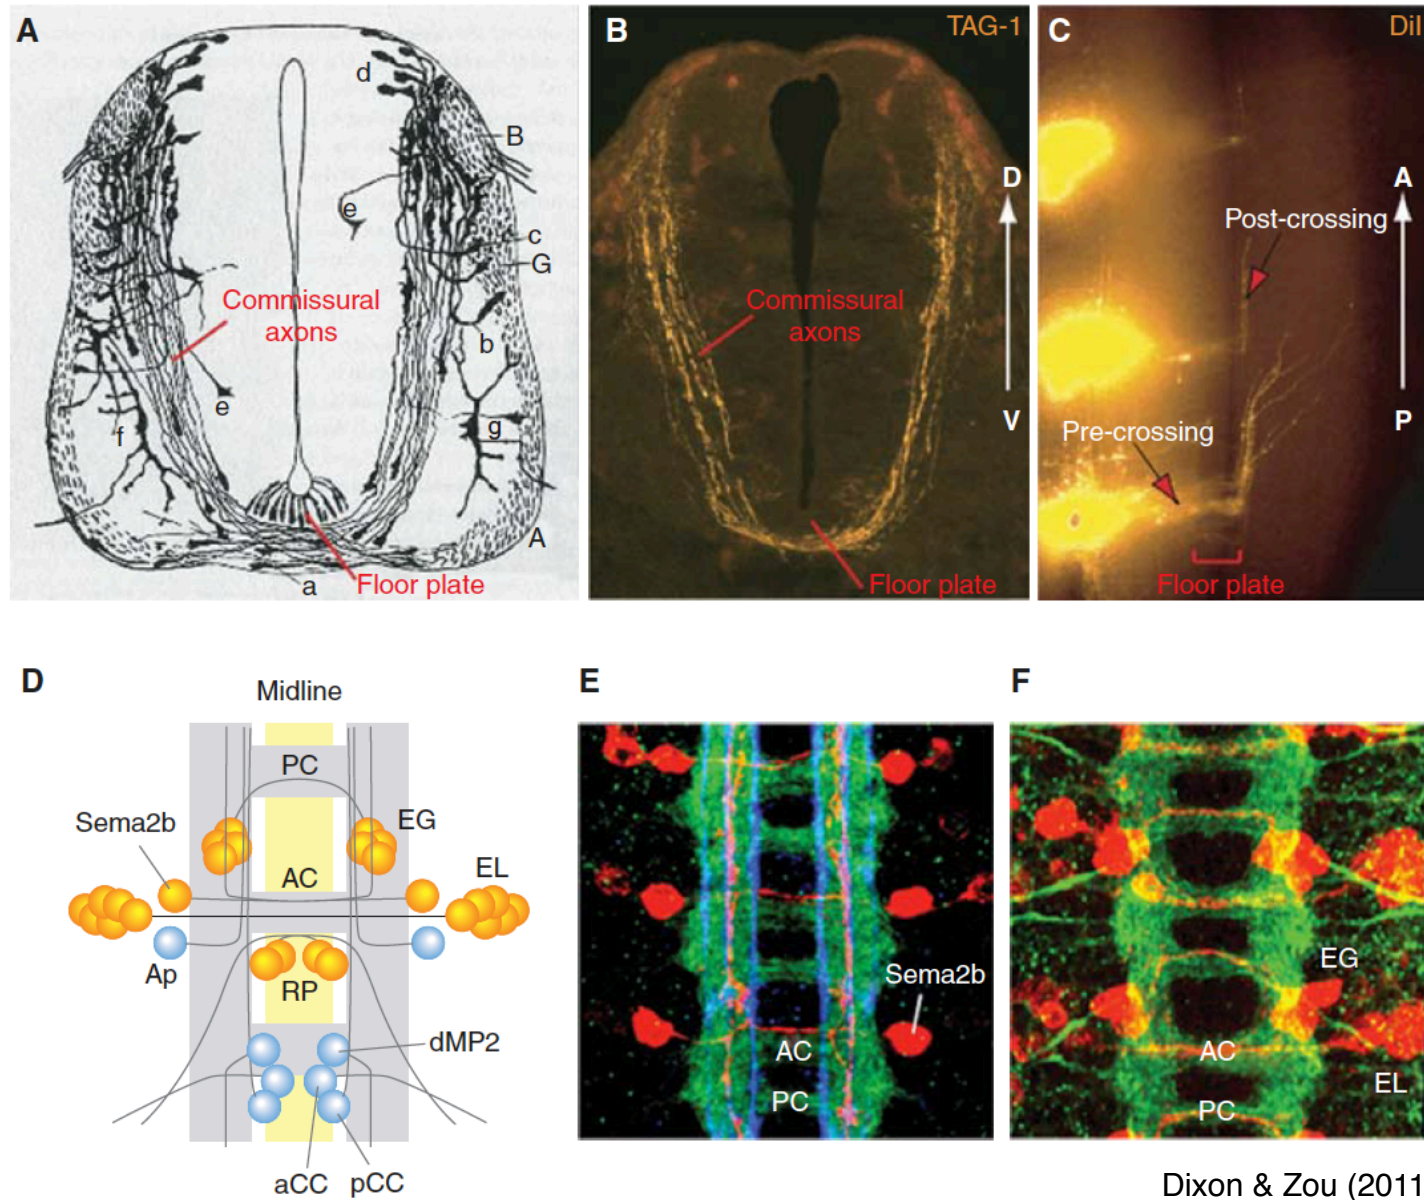 A
d
B
e
c
G
Commissural
axons
b
e
f
g
A
a
Floor plate
B
TAG-1
D
Commissural
axons
V
Floor plate
C
DiI
A
Post-crossing
Pre-crossing
P
Floor plate
D
Midline
PC
Sema2b
EG
AC
EL
Ap
RP
dMP2
aCC
pCC
E
Sema2b
AC
PC
F
EG
AC
EL
PC
Dixon & Zou (2011